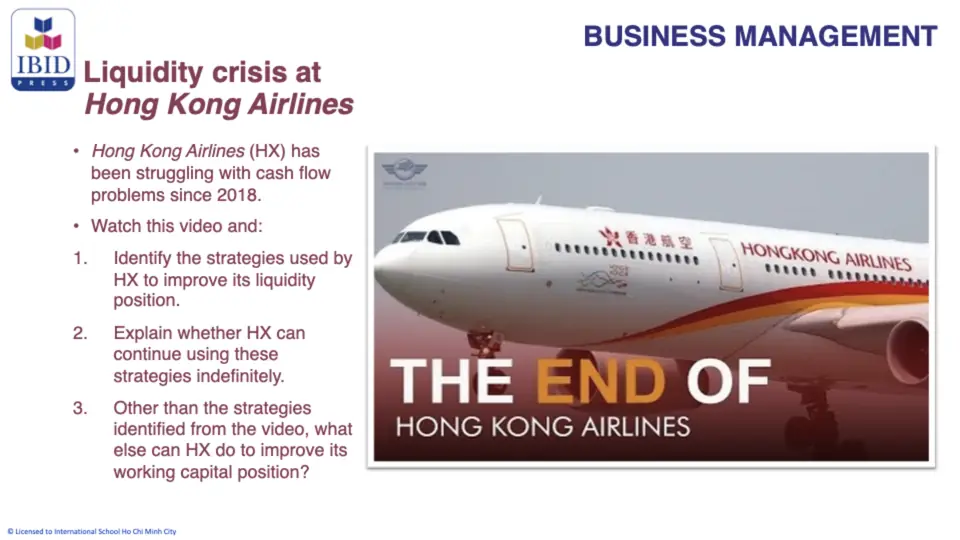 IBID
PRESS
BUSINESS MANAGEMENT
Liquidity crisis at
Hong Kong Airlines
• Hong Kong Airlines (HX) has
been struggling with cash flow
problems since 2018.
• Watch this video and:
1. Identify the strategies used by
HX to improve its liquidity
position.
2. Explain whether HX can
continue using these
strategies indefinitely.
3. Other than the strategies
identified from the video, what
else can HX do to improve its
working capital position?
香港航空
HONGKONG AIRLINES
THE END OF
HONG KONG AIRLINES
© Licensed to International School Ho Chi Minh City